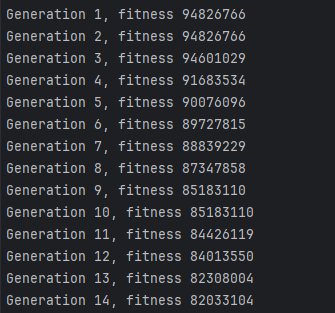 Generation 1, fitness 94826766
Generation 2, fitness 94826766
Generation 3, fitness 94601029
Generation 4, fitness 91683534
Generation 5, fitness 90076096
Generation 6, fitness 89727815
Generation 7, fitness 88839229
Generation 8, fitness 87347858
Generation 9, fitness 85183110
Generation 10, fitness 85183110
Generation 11, fitness 84426119
Generation 12, fitness 84013550
Generation 13, fitness 82308004
Generation 14, fitness 82033104